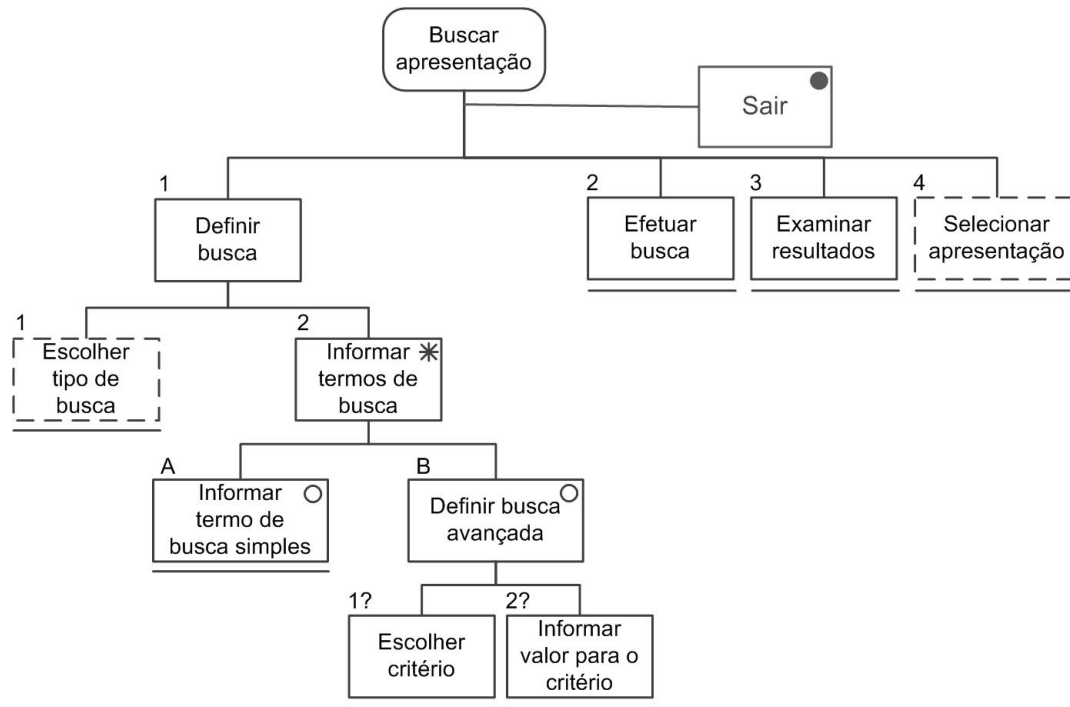 Buscar
apresentação
Sair
1
Definir
busca
2
Efetuar
busca
3
Examinar
resultados
4
Selecionar
apresentação
1
Escolher
tipo de
busca
2
Informar
termos de
busca
A
Informar
termo de
busca simples
B
Definir busca
avançada
1?
Escolher
critério
2?
Informar
valor para o
critério